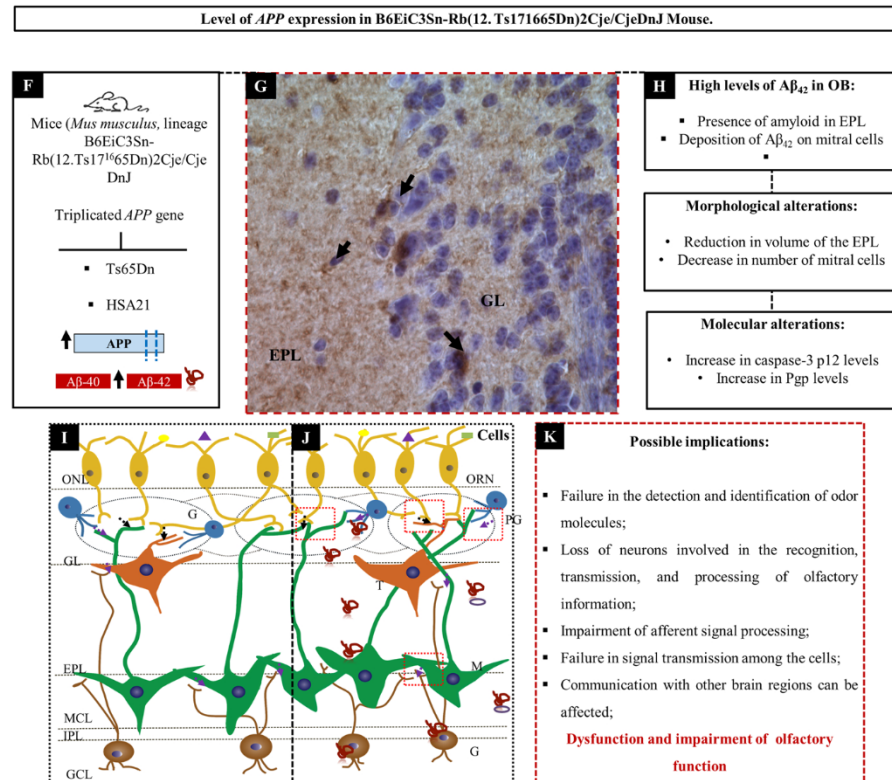 Level of APP expression in B6EiC3Sn-Rb(12. Ts171665Dn)2Cje/CjeDnJ Mouse.
F
Mice (Mus musculus, lineage
B6EiC3Sn-
Rb(12.Ts17¹⁶65Dn)2Cje/Cje
DnJ
Triplicated APP gene
▪ Ts65Dn
▪ HSA21
APP
Aβ-40
Aβ-42
G
EPL
GL
H
High levels of Aβ₄₂ in OB:
▪ Presence of amyloid in EPL
▪ Deposition of Aβ₄₂ on mitral cells
▪
Morphological alterations:
• Reduction in volume of the EPL
• Decrease in number of mitral cells
Molecular alterations:
• Increase in caspase-3 p12 levels
• Increase in Pgp levels
I
J
Cells
ONL
ORN
G
PG
GL
T
EPL
M
MCL
IPL
G
GCL
K
Possible implications:
▪ Failure in the detection and identification of odor
molecules;
▪ Loss of neurons involved in the recognition,
transmission, and processing of olfactory
information;
▪ Impairment of afferent signal processing;
▪ Failure in signal transmission among the cells;
▪ Communication with other brain regions can be
affected;
Dysfunction and impairment of olfactory
function